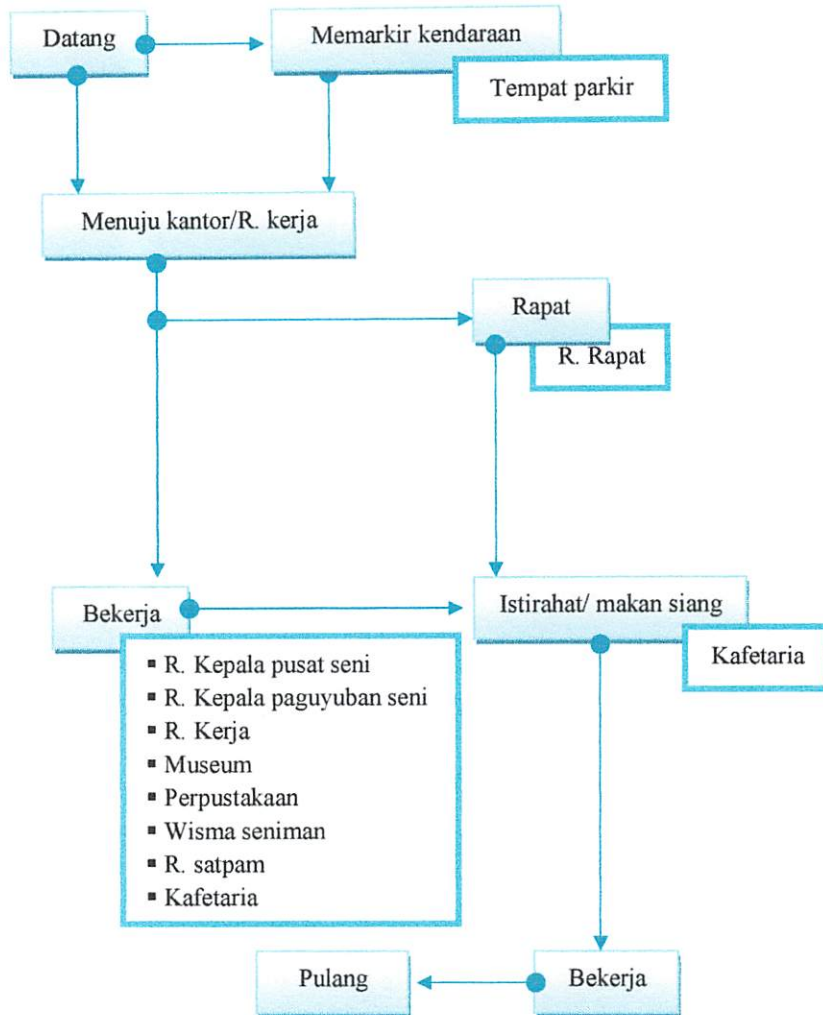 Datang
Memarkir kendaraan
Tempat parkir
Menuju kantor/R. kerja
Rapat
R. Rapat
Bekerja
Istirahat/ makan siang
Kafetaria
▪ R. Kepala pusat seni
▪ R. Kepala paguyuban seni
▪ R. Kerja
▪ Museum
▪ Perpustakaan
▪ Wisma seniman
▪ R. satpam
▪ Kafetaria
Pulang
Bekerja